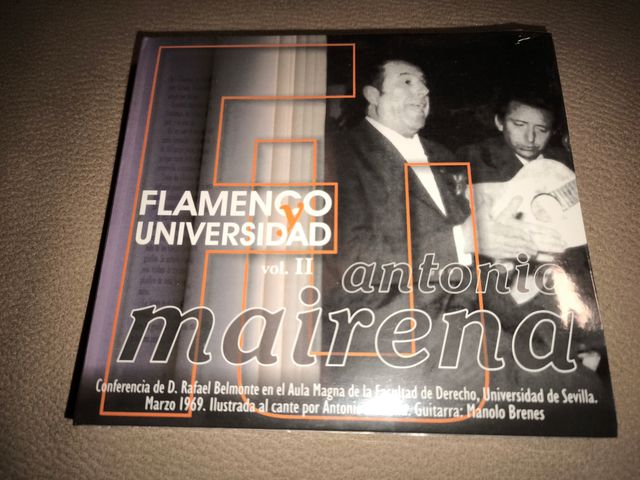 FLAMENCO
y
UNIVERSIDAD
vol. II
antonio
mairena
Conferencia de D. Rafael Belmonte en el Aula Magna de la Facultad de Derecho, Universidad de Sevilla.
Marzo 1969. Ilustrada al cante por Antonio Guitarra: Manolo Brenes